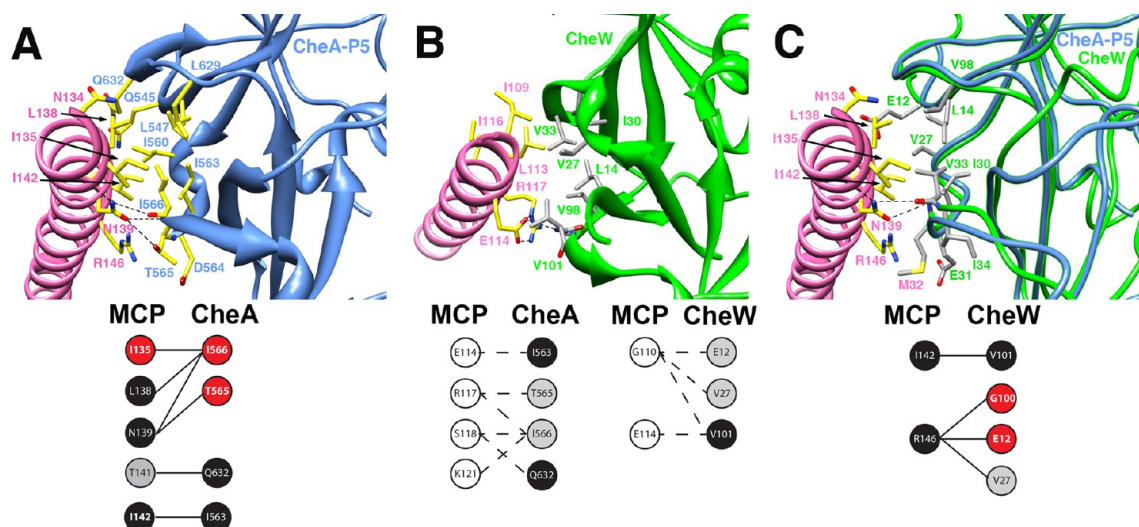 A
CheA-P5
L629
Q632
Q545
N134
L138
I135
L547
I560
I563
I142
I566
N139
R146
T565
D564
MCP CheA
I135 I566
L138 T565
N139
T141 Q632
I142 I563
B
CheW
I109
I116
V33
I30
V27
L113
L14
R117
V98
E114
V101
MCP CheA
E114 I563
R117 T565
S118 I566
K121 Q632
MCP CheW
G110 E12
V27
E114 V101
C
CheA-P5
CheW
V98
N134
E12
L138
L14
I135
V27
I142
V33 I30
N139
R146
I34
E31
M32
MCP CheW
I142 V101
G100
R146 E12
V27